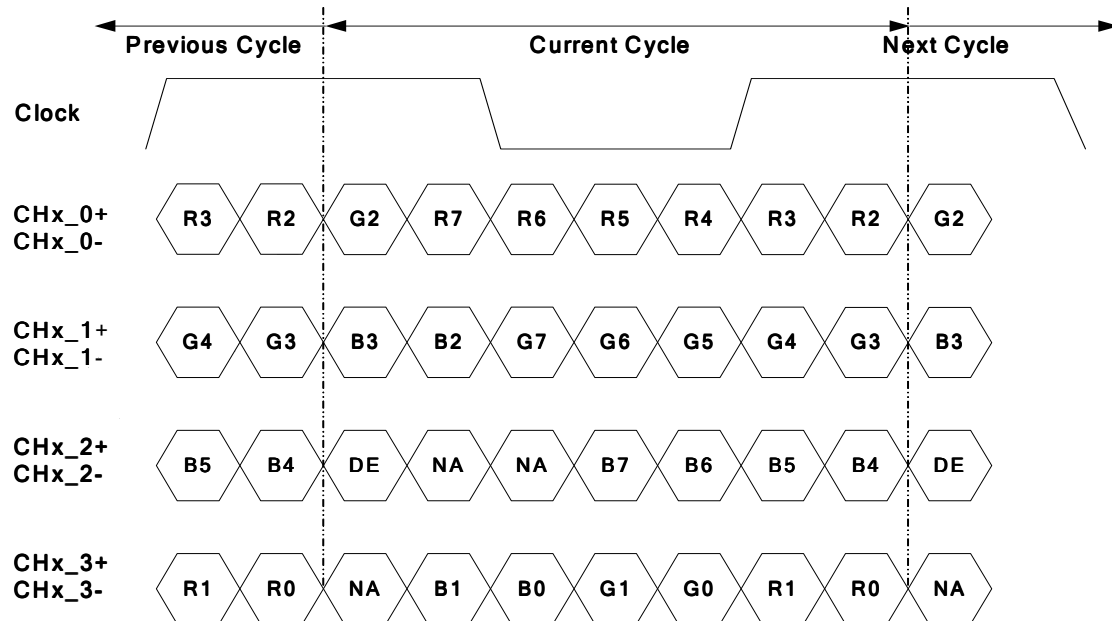 Previous Cycle Current Cycle Next Cycle
Clock
CHx_0+
CHx_0-
R3 R2 G2 R7 R6 R5 R4 R3 R2 G2
CHx_1+
CHx_1-
G4 G3 B3 B2 G7 G6 G5 G4 G3 B3
CHx_2+
CHx_2-
B5 B4 DE NA NA B7 B6 B5 B4 DE
CHx_3+
CHx_3-
R1 R0 NA B1 B0 G1 G0 R1 R0 NA